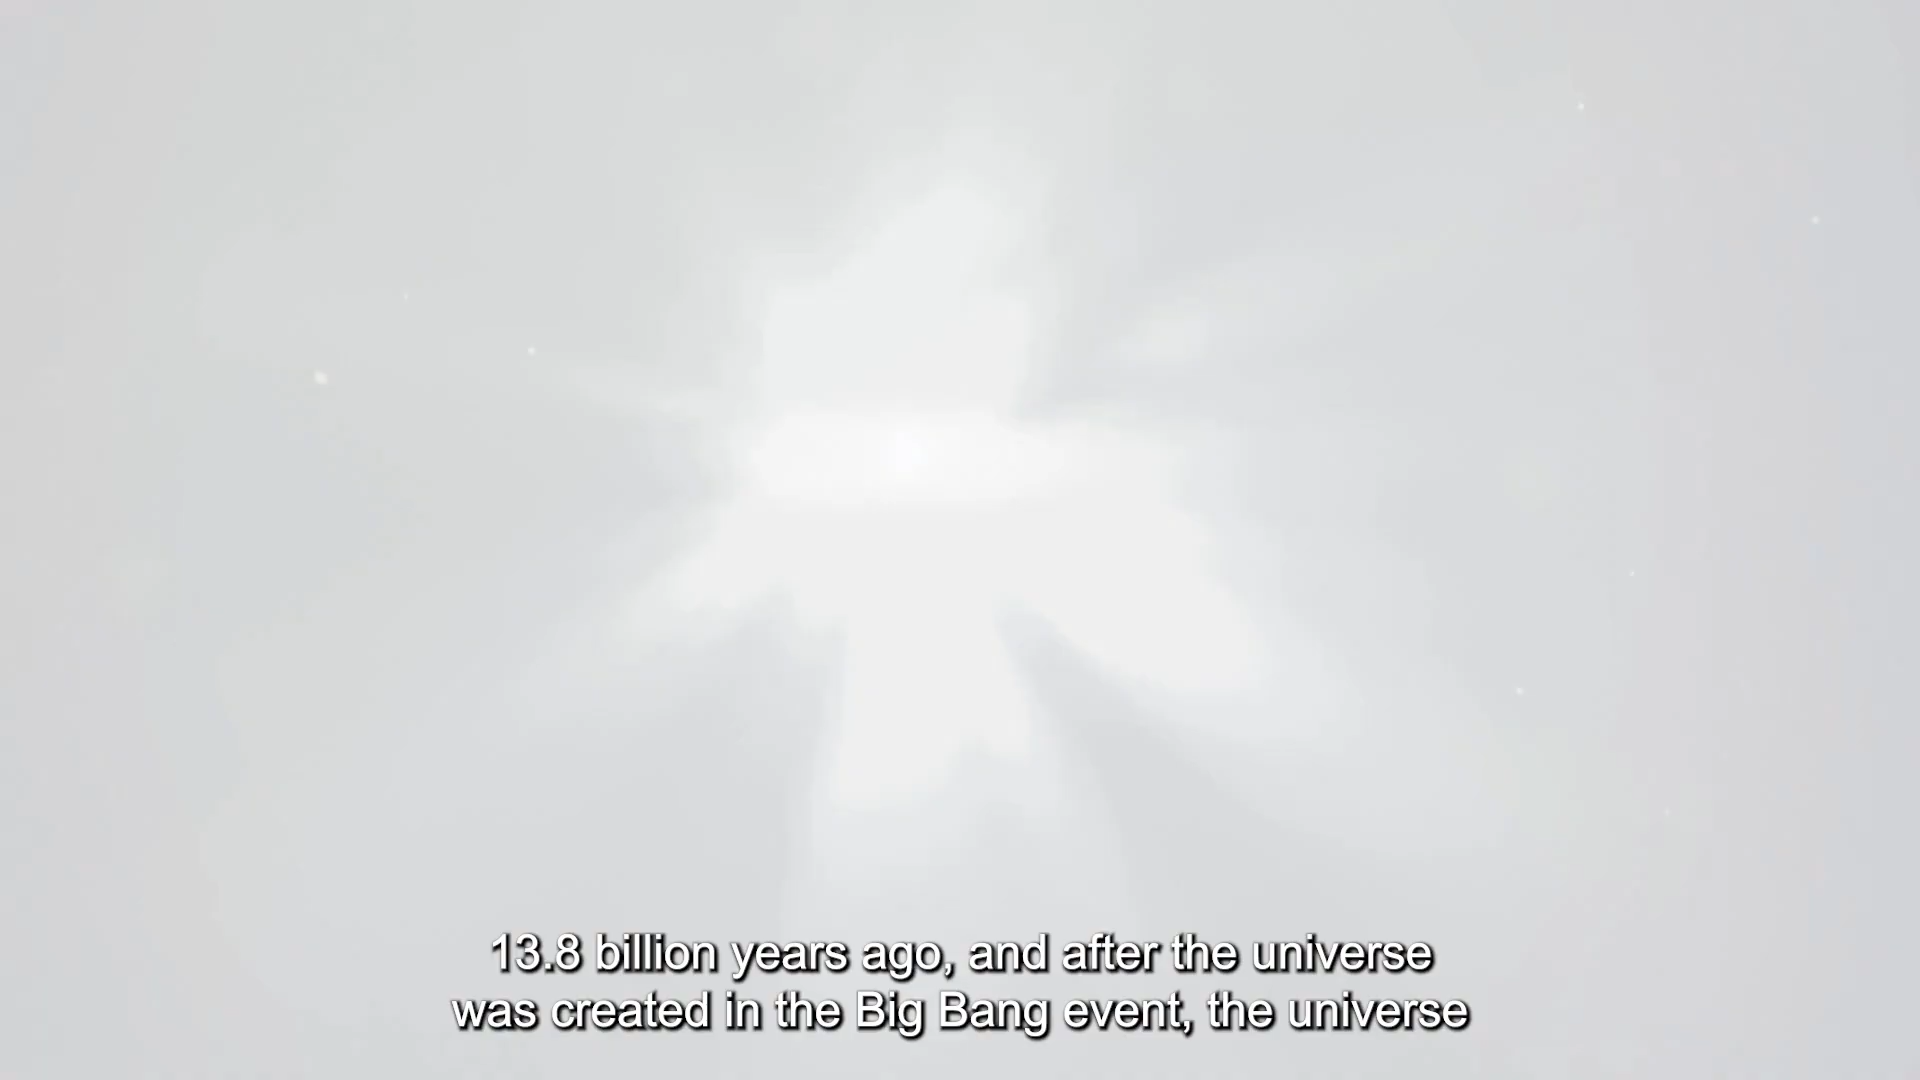 13.8 billion years ago, and after the universe
was created in the Big Bang event, the universe